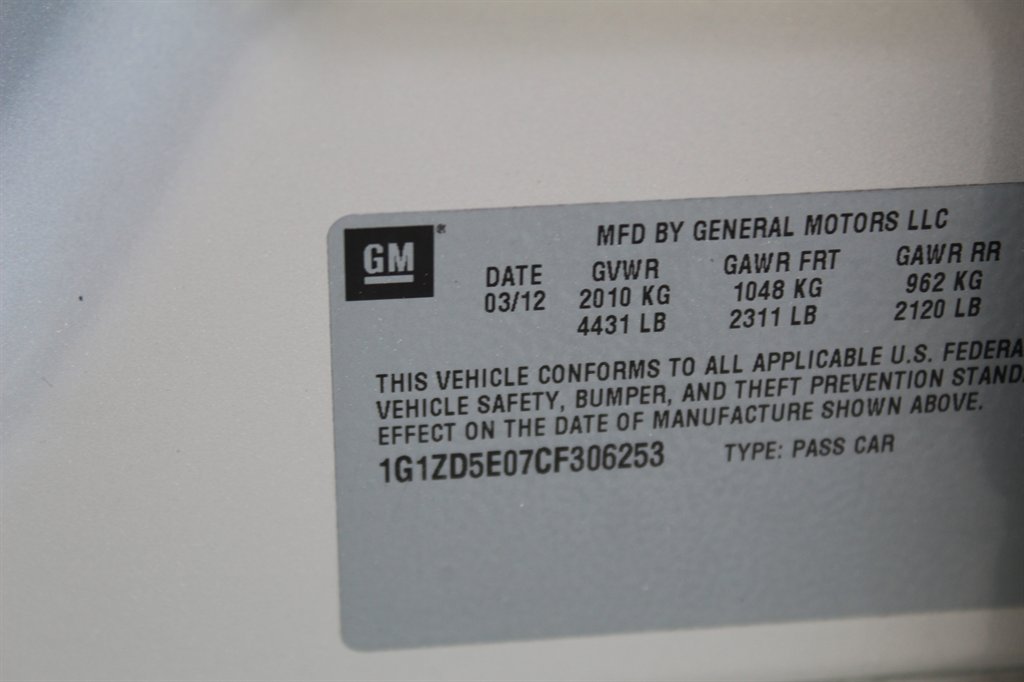 GM®
MFD BY GENERAL MOTORS LLC
DATE GVWR GAWR FRT GAWR RR
03/12 2010 KG 1048 KG 962 KG
4431 LB 2311 LB 2120 LB
THIS VEHICLE CONFORMS TO ALL APPLICABLE U.S. FEDERA
VEHICLE SAFETY, BUMPER, AND THEFT PREVENTION STAND
EFFECT ON THE DATE OF MANUFACTURE SHOWN ABOVE.
1G1ZD5E07CF306253 TYPE: PASS CAR